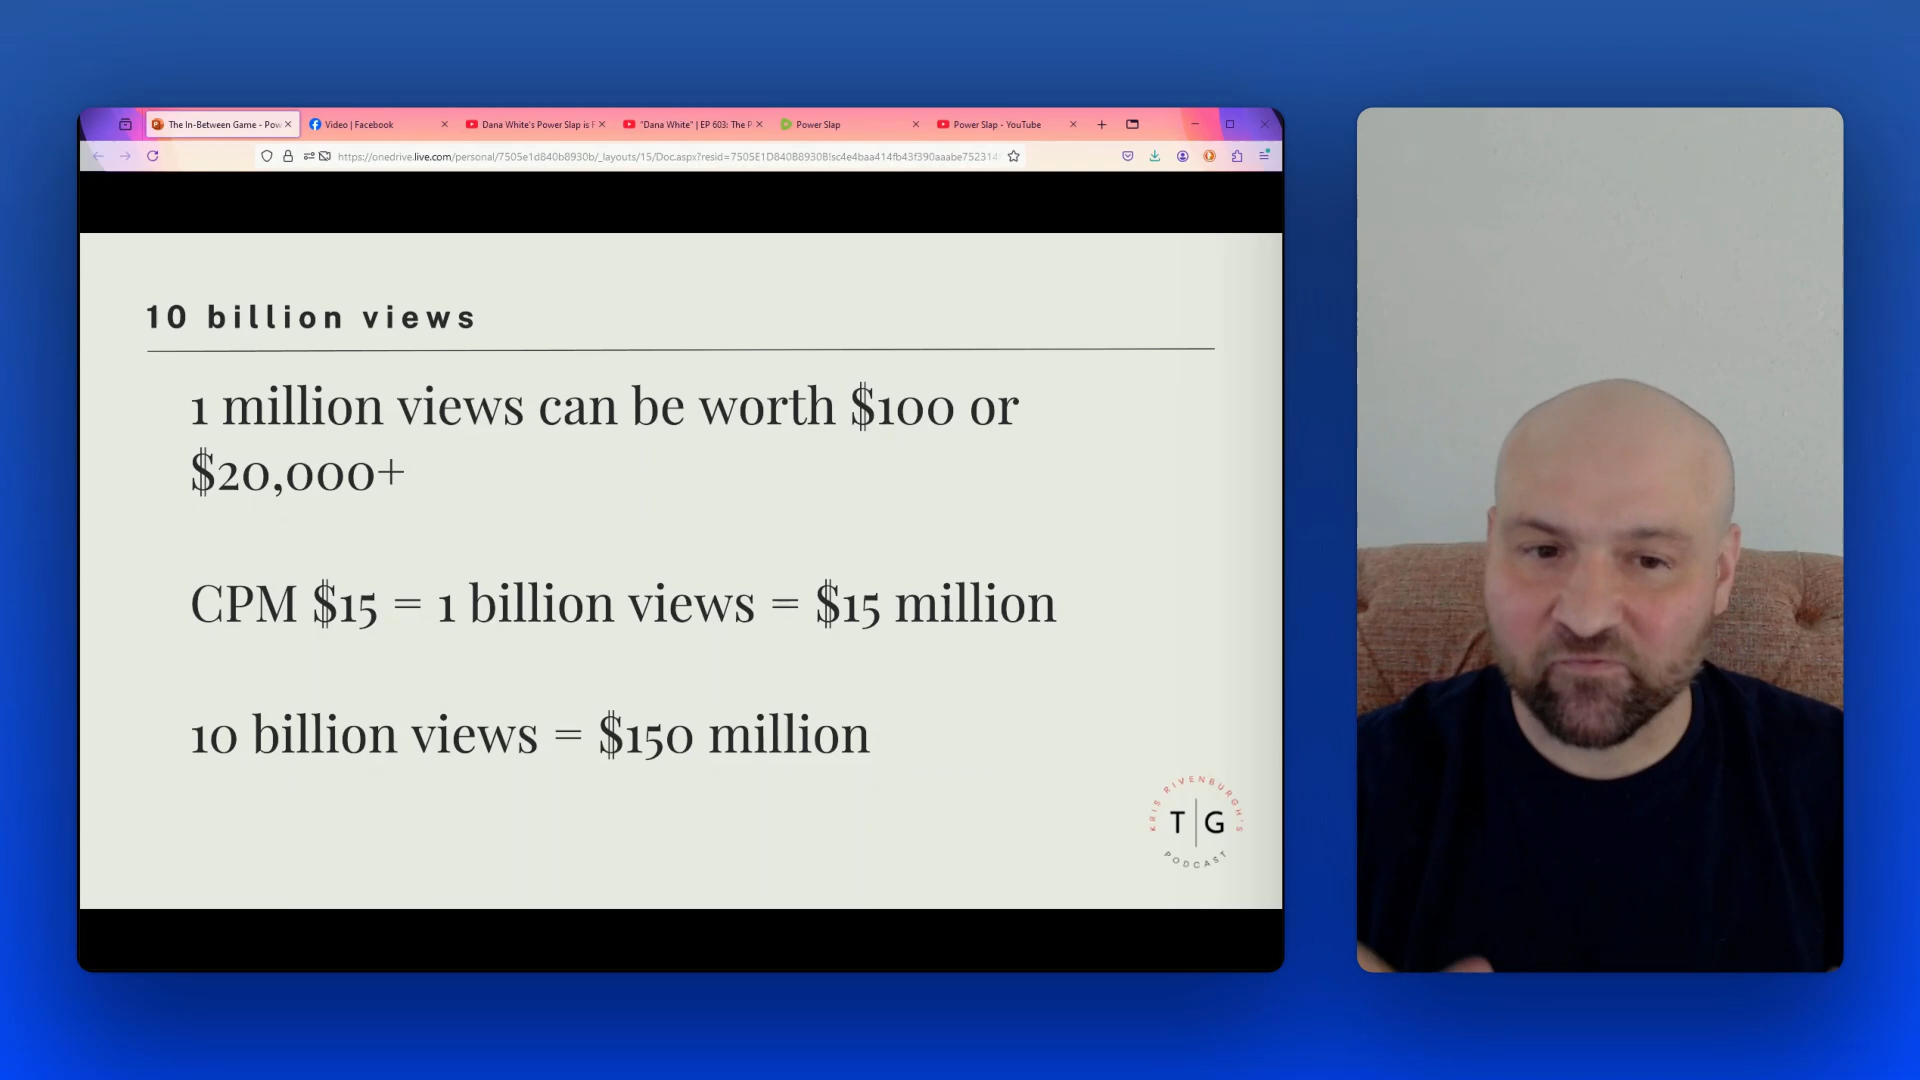 The In-Between Game - Pow
Video | Facebook
Dana White's Power Slap is F
"Dana White" | EP 603: The P
Power Slap
Power Slap - YouTube
10 billion views
1 million views can be worth $100 or
$20,000+
CPM $15 = 1 billion views = $15 million
10 billion views = $150 million
KRIS RIVENBURGH'S
T|G
PODCAST